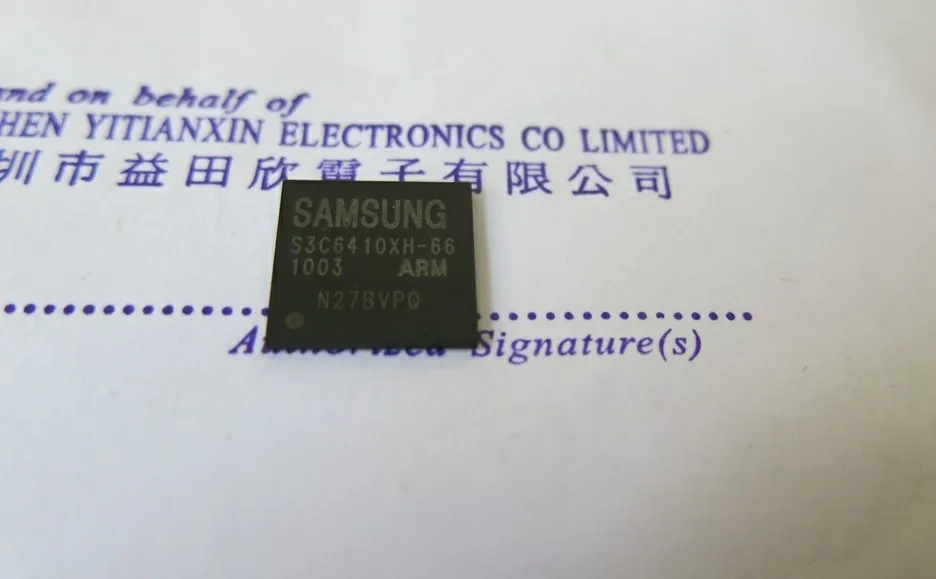 and on behalf of
HEN YITIANXIN ELECTRONICS CO LIMITED
圳市益田欣電子有限公司
SAMSUNG
S3C6410XH-66
1003 ARM
N27BVPQ
Authorized Signature(s)